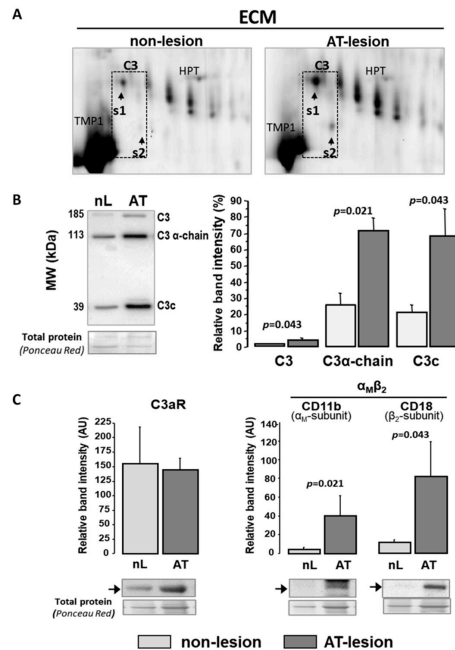 A
ECM
non-lesion
AT-lesion
C3
HPT
s1
TMP1
s2
C3
HPT
s1
TMP1
s2
B
nL AT
MW (kDa)
185
113
39
C3
C3 α-chain
C3c
Total protein
(Ponceau Red)
Relative band intensity (%)
90
80
70
60
50
40
30
20
10
0
p=0.043
p=0.021
p=0.043
C3 C3α-chain C3c
C
C3aR
Relative band intensity (AU)
225
200
175
150
125
100
75
50
25
0
nL AT
Total protein
(Ponceau Red)
αMβ2
CD11b
(αM-subunit)
CD18
(β2-subunit)
Relative band intensity (AU)
140
120
100
80
60
40
20
0
p=0.021
p=0.043
nL AT nL AT
non-lesion AT-lesion